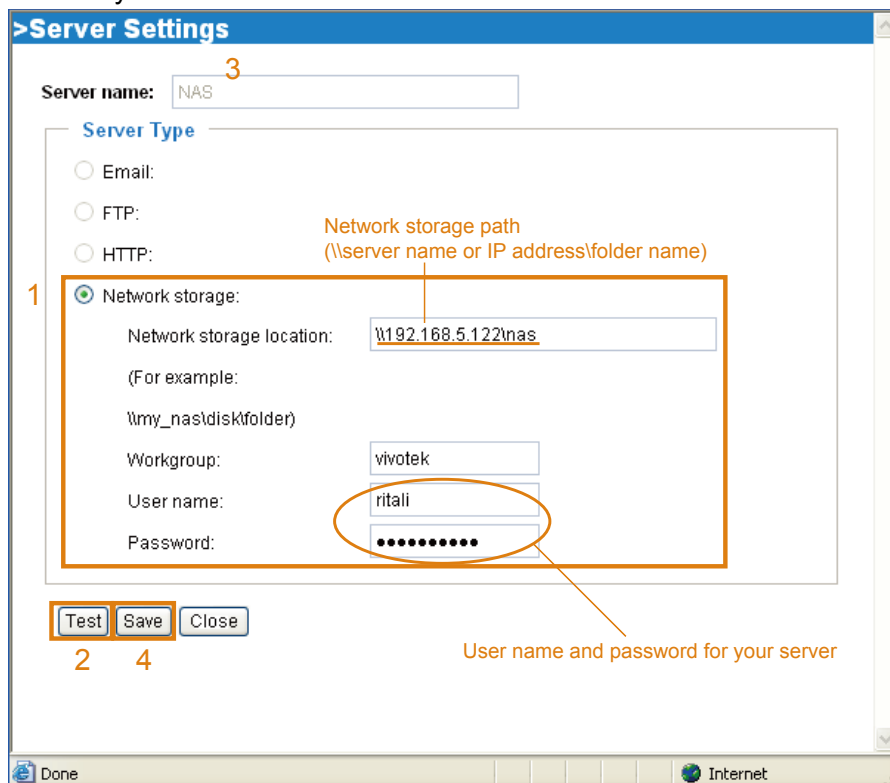 >Server Settings
3
Server name: NAS
Server Type
Email:
FTP:
HTTP:
Network storage path
(\\server name or IP address\folder name)
1
Network storage:
Network storage location: \\192.168.5.122\nas
(For example:
\\my_nas\disk\folder)
Workgroup: vivotek
User name: ritali
Password: ●●●●●●●●●●
Test Save Close
2 4
User name and password for your server
Done Internet